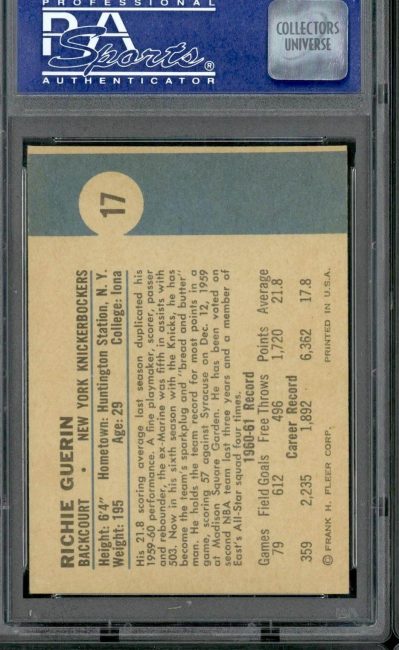 PROFESSIONAL
PSA
Sports®
AUTHENTICATOR
COLLECTORS
UNIVERSE
17
RICHIE GUERIN
BACKCOURT • NEW YORK KNICKERBOCKERS
Height: 6'4" Hometown: Huntington Station, N. Y.
Weight: 195 Age: 29 College: Iona
His 21.8 scoring average last season duplicated his
1959-60 performance. A fine playmaker, scorer, passer
and rebounder, the ex-Marine was fifth in assists with
503. Now in his sixth season with the Knicks, he has
become the team's sparkplug and "bread and butter"
man. He holds the team record for most points in a
game, scoring 57 against Syracuse on Dec. 12, 1959
at Madison Square Garden. He has been voted on
second NBA team last three years and a member of
East's All-Star squad four times.
1960-61 Record
Games Field Goals Free Throws Points Average
79 612 496 1,720 21.8
Career Record
359 2,235 1,892 6,362 17.8
© FRANK H. FLEER CORP. PRINTED IN U.S.A.